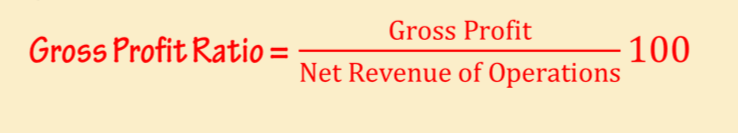 Gross Profit Ratio = Gross Profit / Net Revenue of Operations 100